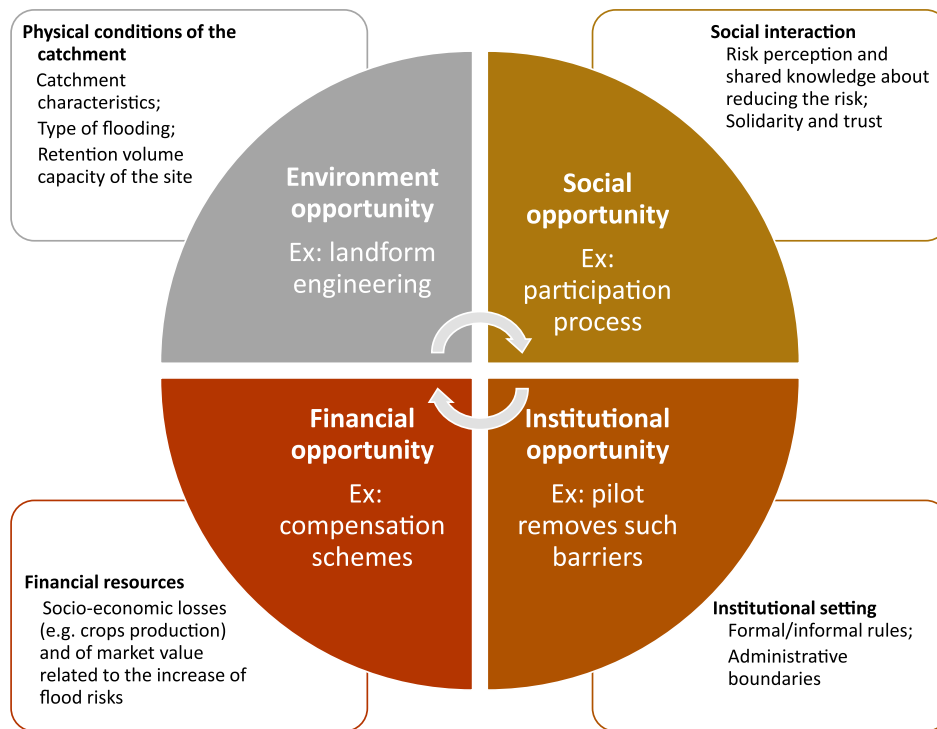 Physical conditions of the
catchment
Catchment
characteristics;
Type of flooding;
Retention volume
capacity of the site
Social interaction
Risk perception and
shared knowledge about
reducing the risk;
Solidarity and trust
Environment
opportunity
Ex: landform
engineering
Social
opportunity
Ex:
participation
process
Financial
opportunity
Ex:
compensation
schemes
Institutional
opportunity
Ex: pilot
removes such
barriers
Financial resources
Socio-economic losses
(e.g. crops production)
and of market value
related to the increase of
flood risks
Institutional setting
Formal/informal rules;
Administrative
boundaries